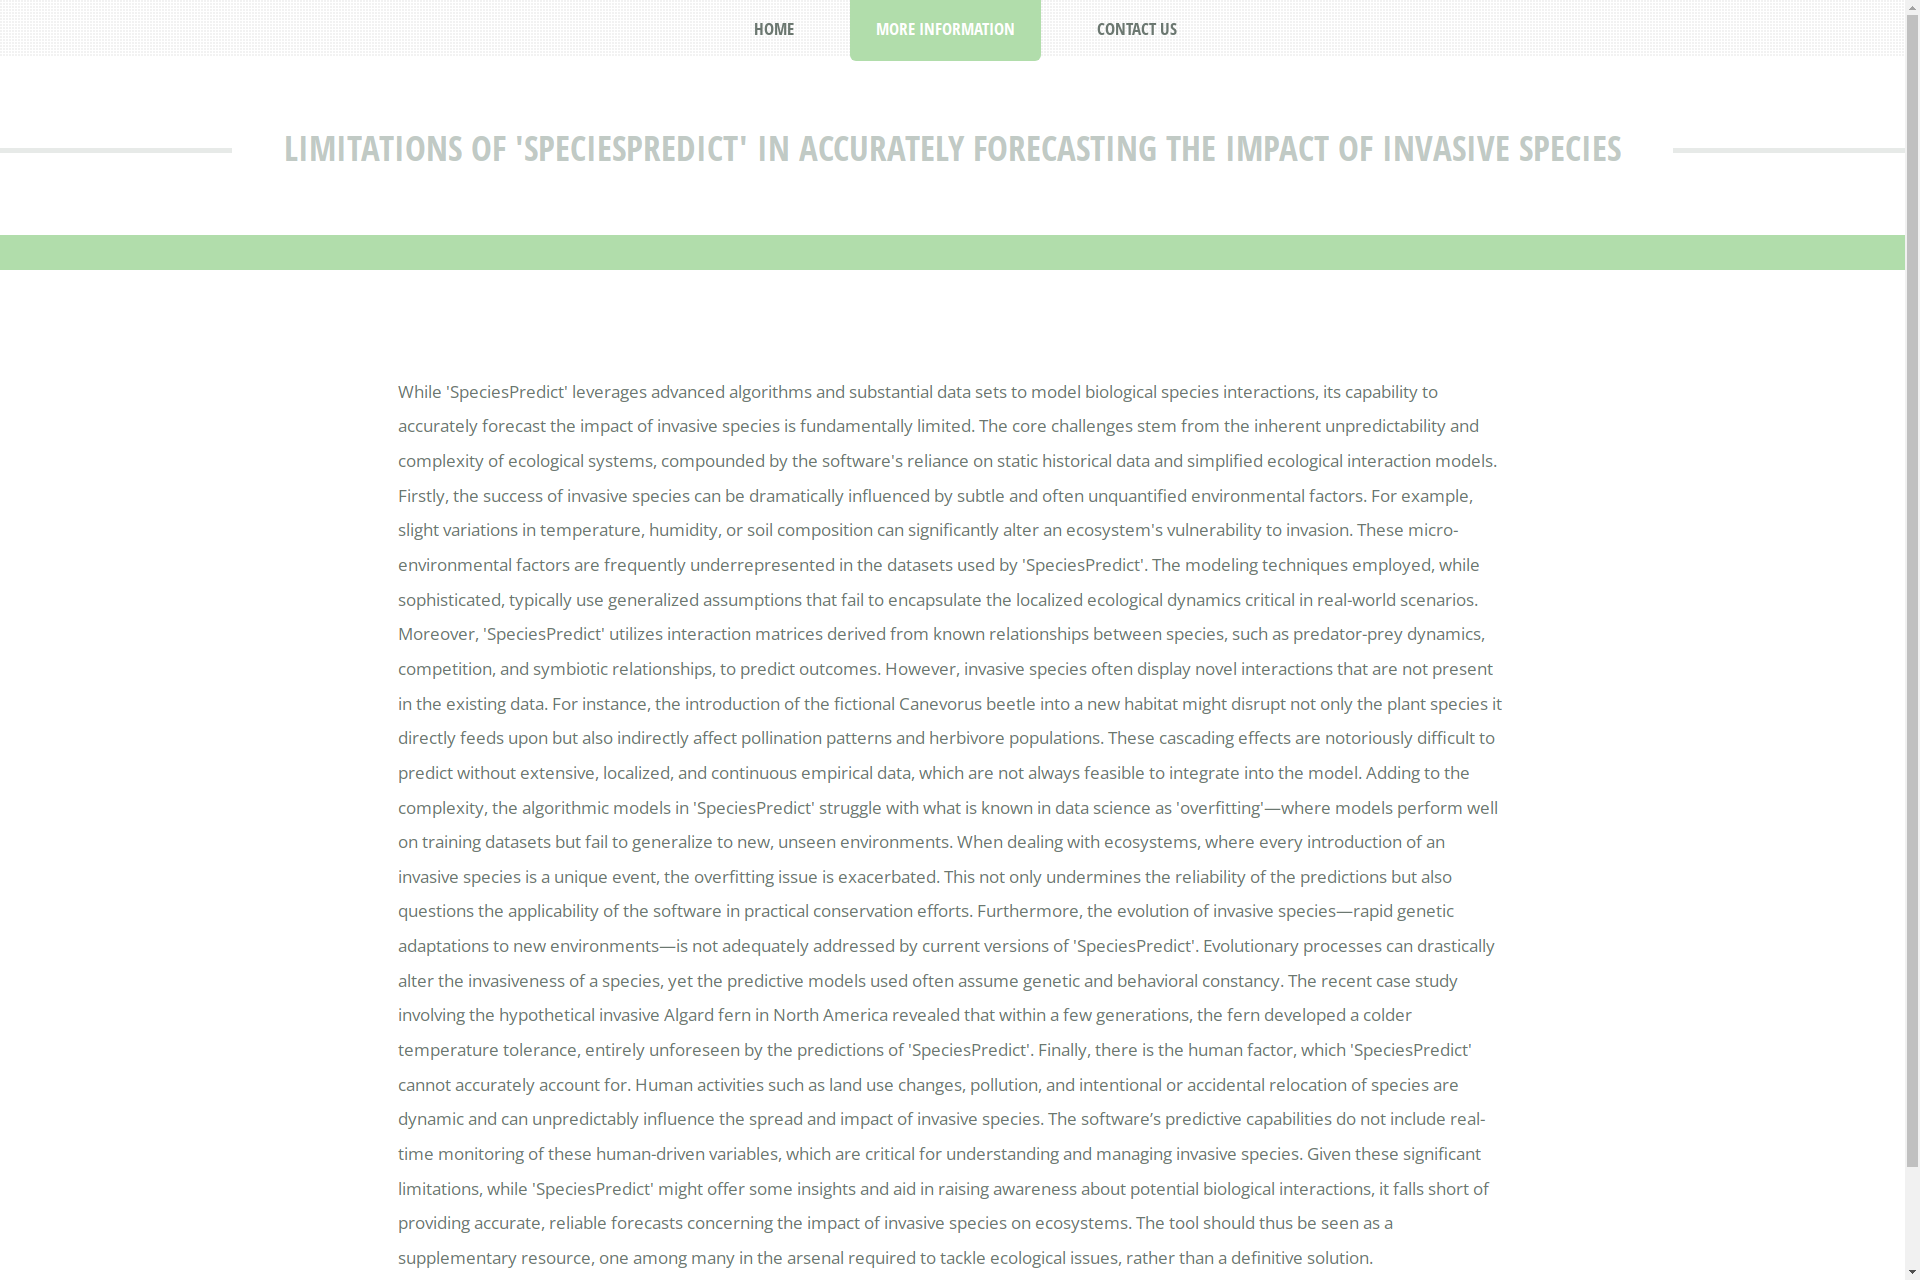 HOME
MORE INFORMATION
CONTACT US
LIMITATIONS OF 'SPECIESPREDICT' IN ACCURATELY FORECASTING THE IMPACT OF INVASIVE SPECIES
While 'SpeciesPredict' leverages advanced algorithms and substantial data sets to model biological species interactions, its capability to
accurately forecast the impact of invasive species is fundamentally limited. The core challenges stem from the inherent unpredictability and
complexity of ecological systems, compounded by the software's reliance on static historical data and simplified ecological interaction models.
Firstly, the success of invasive species can be dramatically influenced by subtle and often unquantified environmental factors. For example,
slight variations in temperature, humidity, or soil composition can significantly alter an ecosystem's vulnerability to invasion. These micro-
environmental factors are frequently underrepresented in the datasets used by 'SpeciesPredict'. The modeling techniques employed, while
sophisticated, typically use generalized assumptions that fail to encapsulate the localized ecological dynamics critical in real-world scenarios.
Moreover, 'SpeciesPredict' utilizes interaction matrices derived from known relationships between species, such as predator-prey dynamics,
competition, and symbiotic relationships, to predict outcomes. However, invasive species often display novel interactions that are not present
in the existing data. For instance, the introduction of the fictional Canevorus beetle into a new habitat might disrupt not only the plant species it
directly feeds upon but also indirectly affect pollination patterns and herbivore populations. These cascading effects are notoriously difficult to
predict without extensive, localized, and continuous empirical data, which are not always feasible to integrate into the model. Adding to the
complexity, the algorithmic models in 'SpeciesPredict' struggle with what is known in data science as 'overfitting'—where models perform well
on training datasets but fail to generalize to new, unseen environments. When dealing with ecosystems, where every introduction of an
invasive species is a unique event, the overfitting issue is exacerbated. This not only undermines the reliability of the predictions but also
questions the applicability of the software in practical conservation efforts. Furthermore, the evolution of invasive species—rapid genetic
adaptations to new environments—is not adequately addressed by current versions of 'SpeciesPredict'. Evolutionary processes can drastically
alter the invasiveness of a species, yet the predictive models used often assume genetic and behavioral constancy. The recent case study
involving the hypothetical invasive Algard fern in North America revealed that within a few generations, the fern developed a colder
temperature tolerance, entirely unforeseen by the predictions of 'SpeciesPredict'. Finally, there is the human factor, which 'SpeciesPredict'
cannot accurately account for. Human activities such as land use changes, pollution, and intentional or accidental relocation of species are
dynamic and can unpredictably influence the spread and impact of invasive species. The software’s predictive capabilities do not include real-
time monitoring of these human-driven variables, which are critical for understanding and managing invasive species. Given these significant
limitations, while 'SpeciesPredict' might offer some insights and aid in raising awareness about potential biological interactions, it falls short of
providing accurate, reliable forecasts concerning the impact of invasive species on ecosystems. The tool should thus be seen as a
supplementary resource, one among many in the arsenal required to tackle ecological issues, rather than a definitive solution.